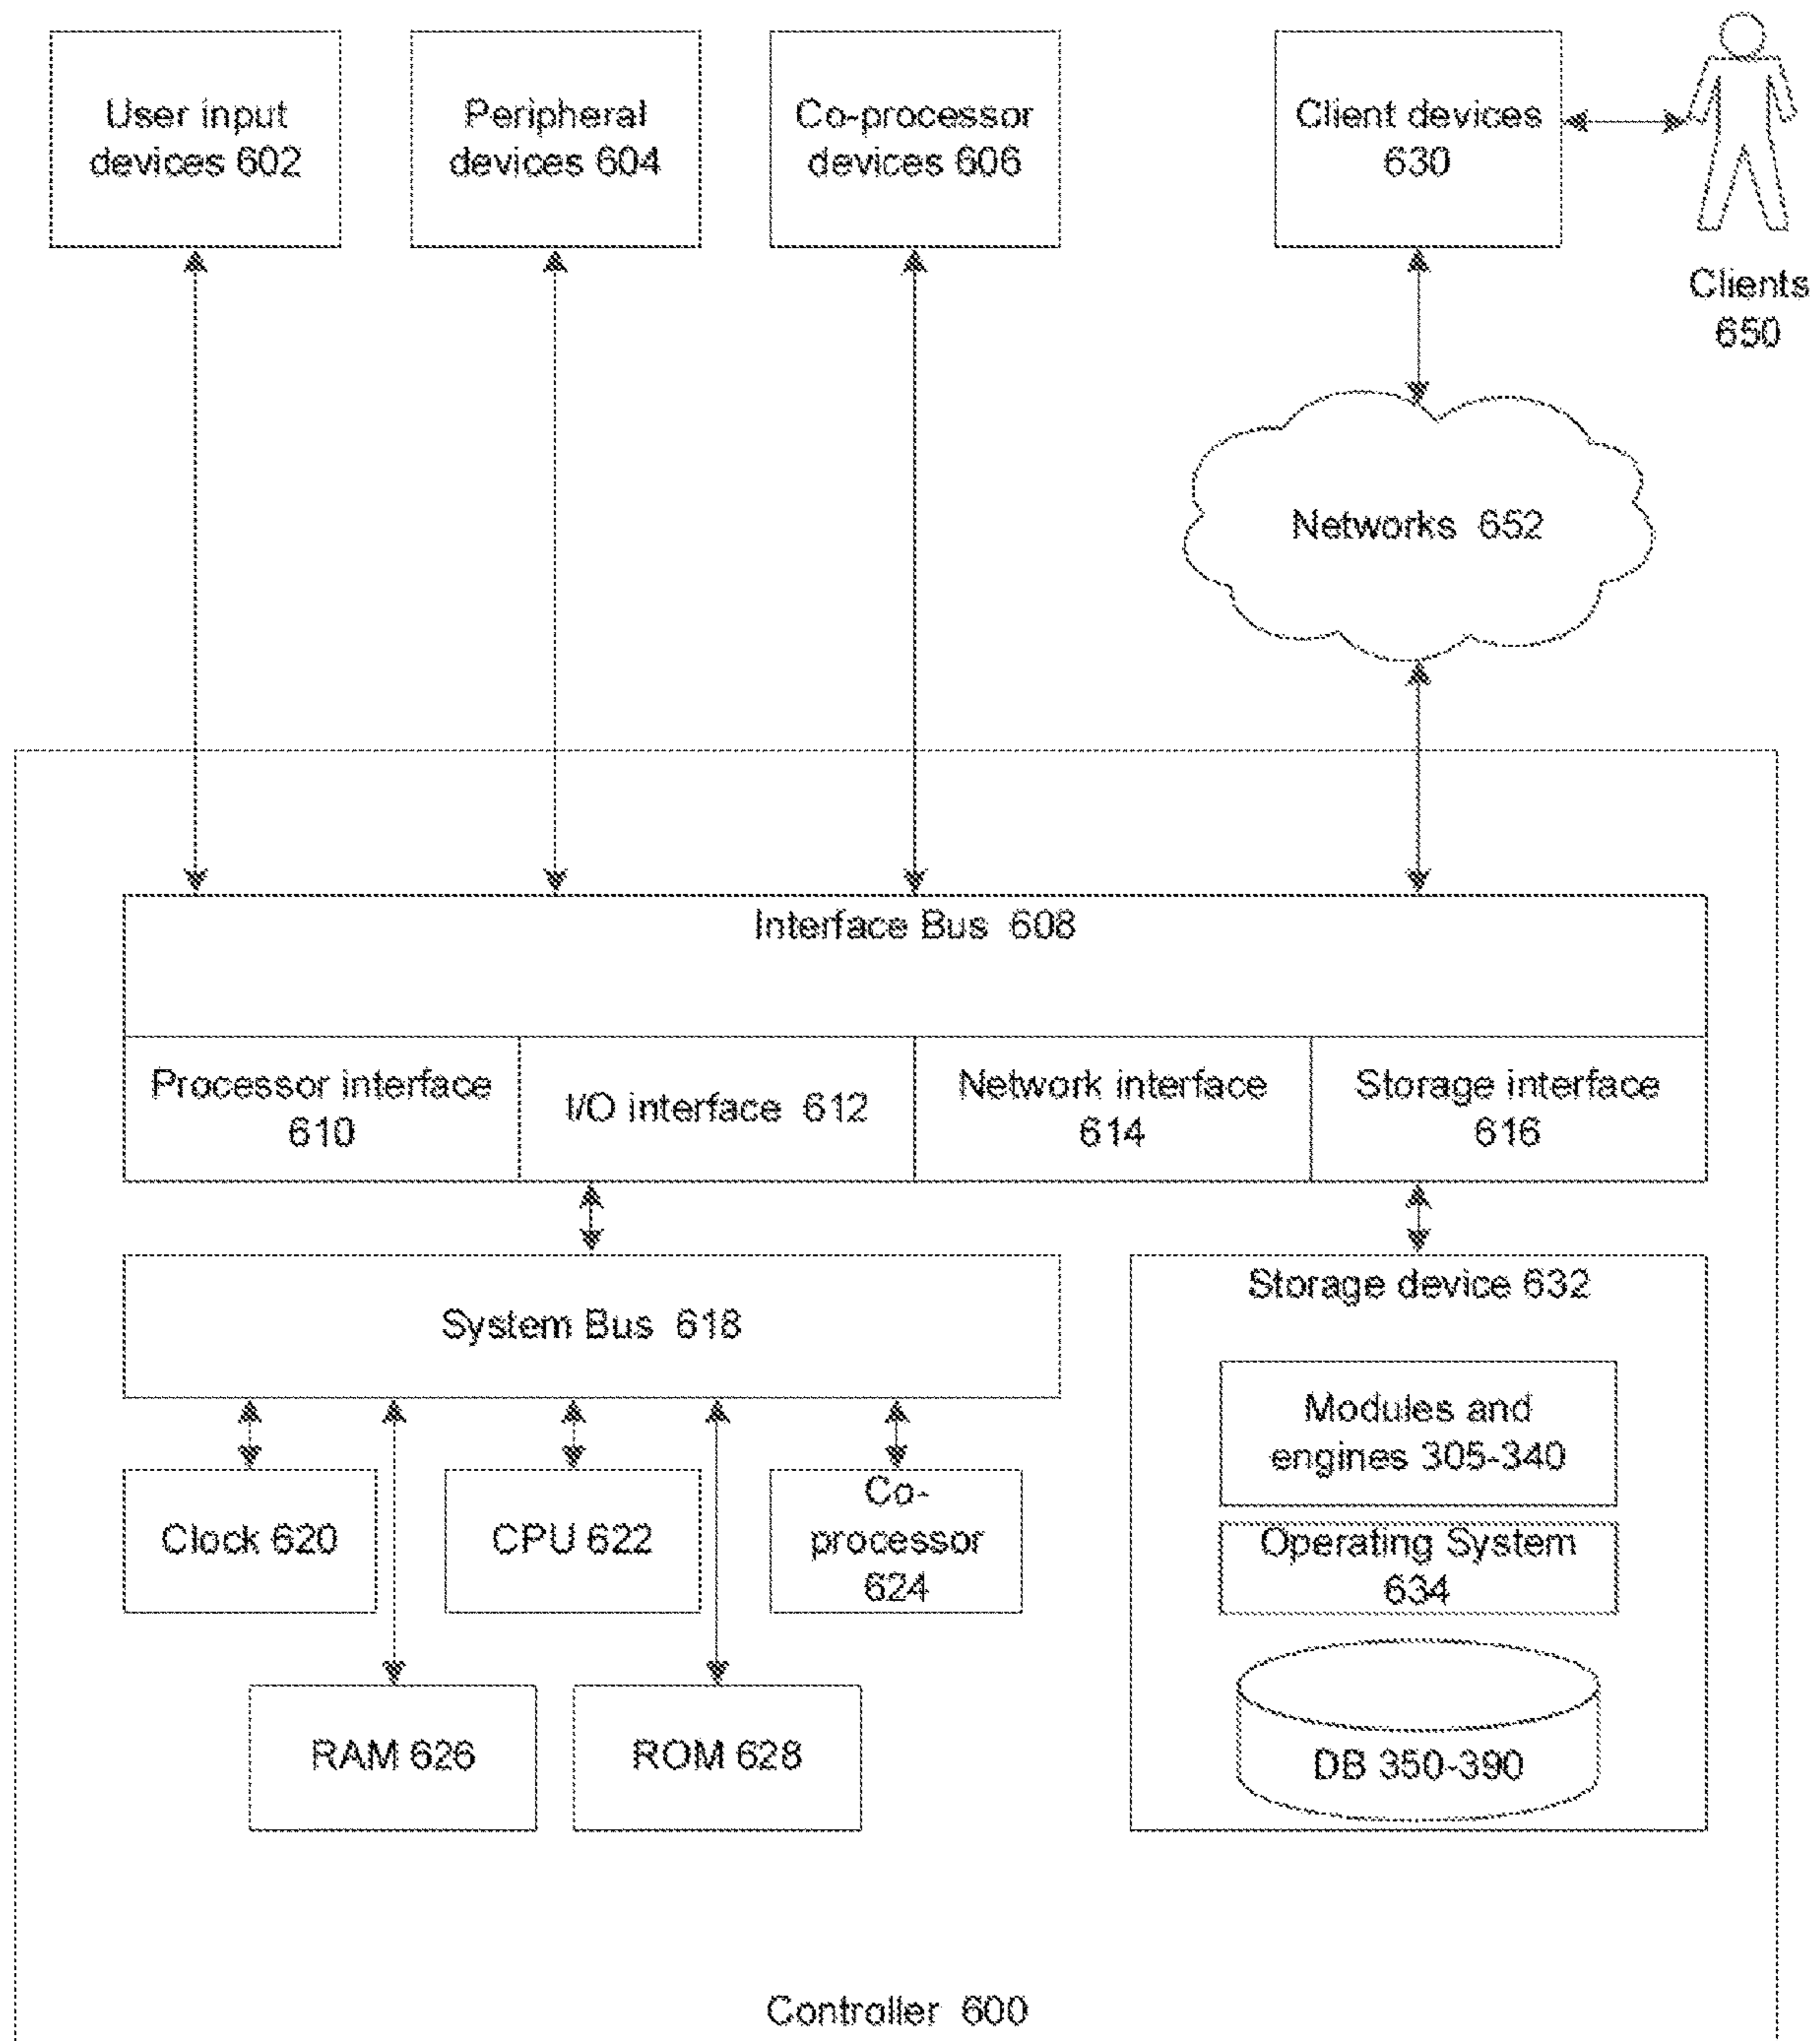 User input
devices 602
Peripheral
devices 604
Co-processor
devices 606
Client devices
630
Clients
650
Networks 652
Interface Bus 608
Processor interface
610
I/O interface 612
Network interface
614
Storage interface
616
System Bus 618
Storage device 632
Modules and
engines 305-340
Clock 620
CPU 622
Co-
processor
624
Operating System
634
RAM 626
ROM 628
DB 350-390
Controller 600